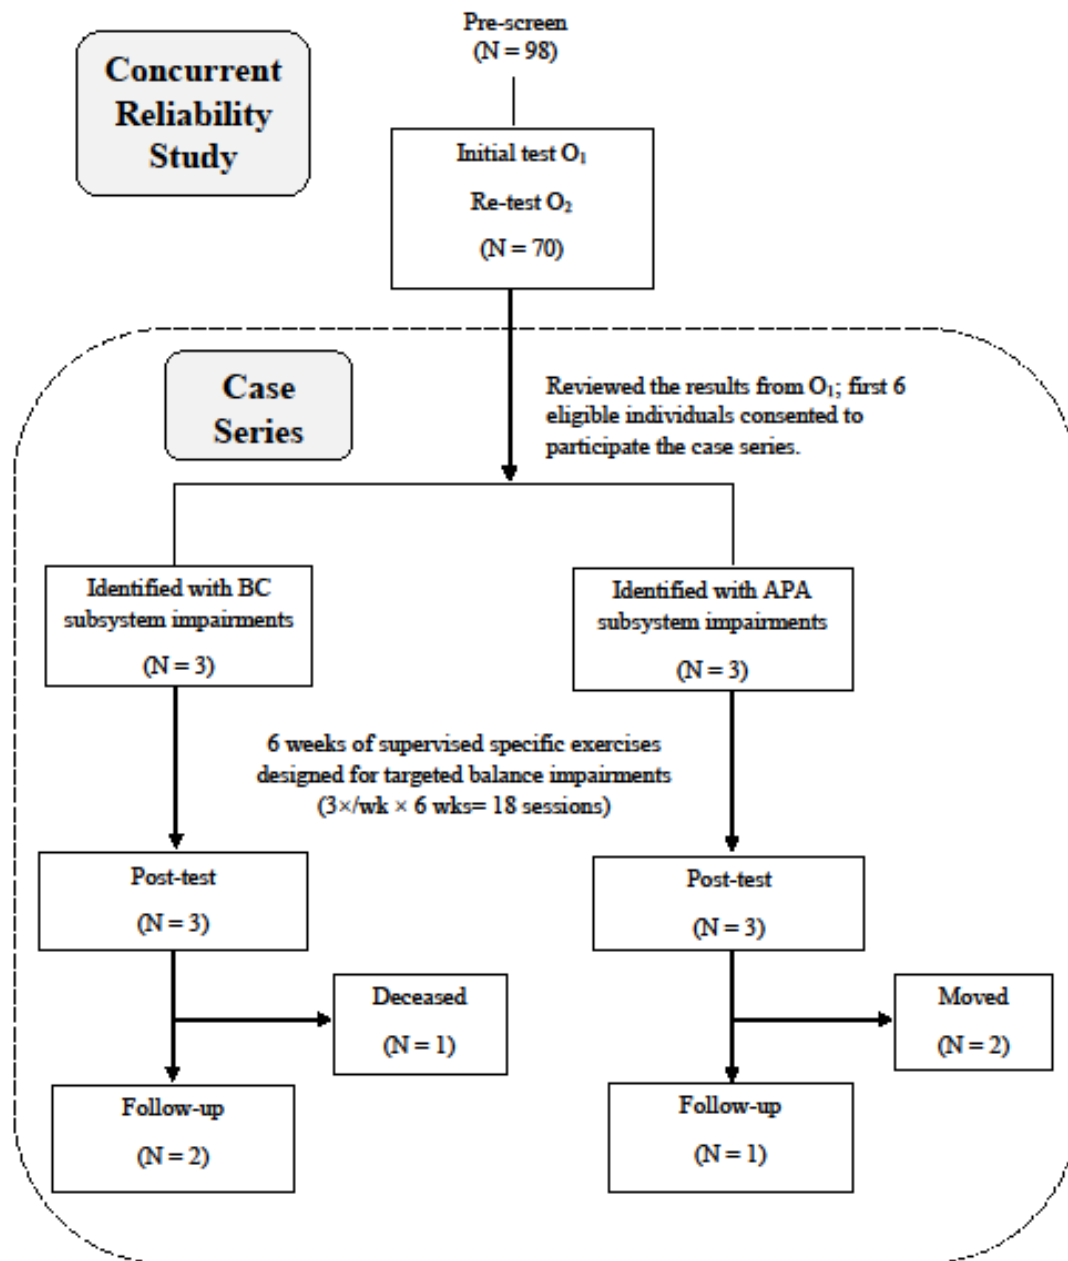 Pre-screen
(N = 98)
Concurrent
Reliability
Study
Initial test O₁
Re-test O₂
(N = 70)
Case
Series
Reviewed the results from O₁; first 6
eligible individuals consented to
participate the case series.
Identified with BC
subsystem impairments
(N = 3)
Identified with APA
subsystem impairments
(N = 3)
6 weeks of supervised specific exercises
designed for targeted balance impairments
(3×/wk × 6 wks= 18 sessions)
Post-test
(N = 3)
Post-test
(N = 3)
Deceased
(N = 1)
Moved
(N = 2)
Follow-up
(N = 2)
Follow-up
(N = 1)